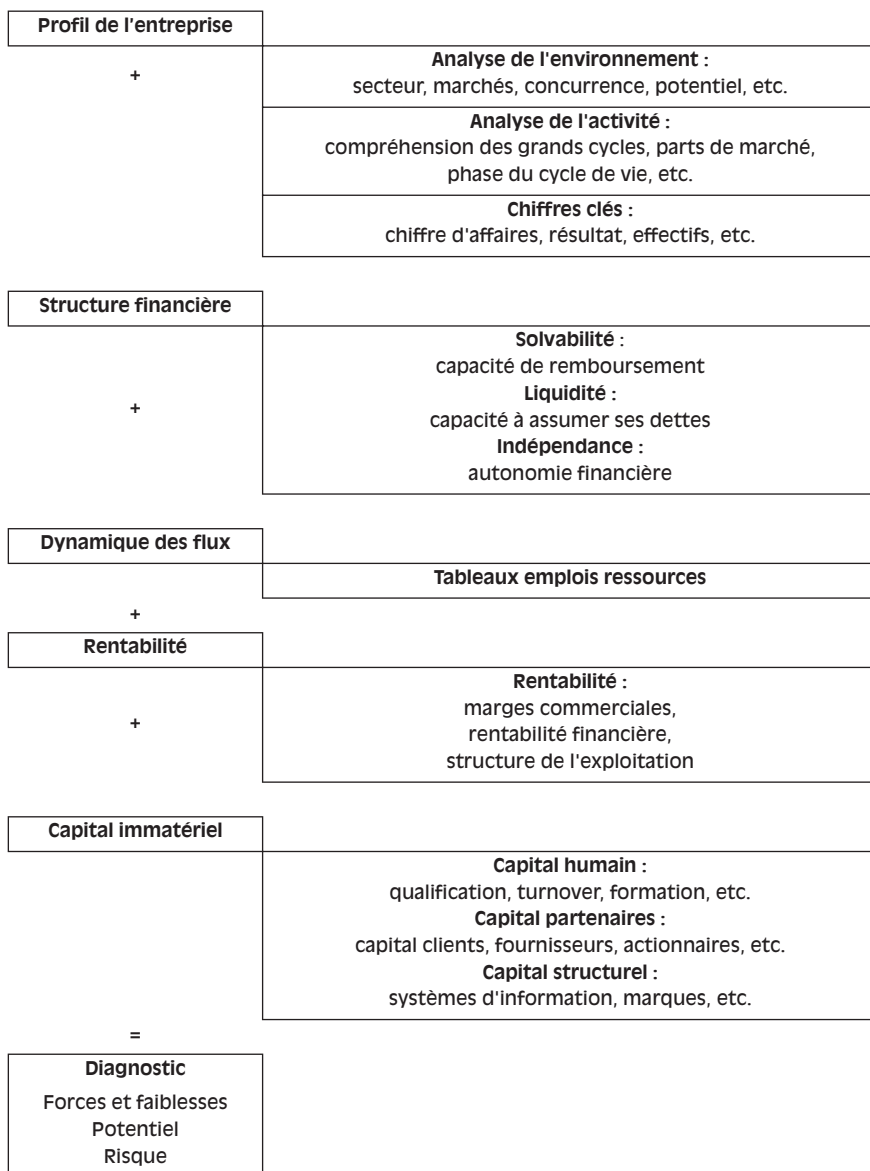 Profil de l'entreprise
+
Analyse de l'environnement :
secteur, marchés, concurrence, potentiel, etc.
Analyse de l'activité :
compréhension des grands cycles, parts de marché,
phase du cycle de vie, etc.
Chiffres clés :
chiffre d'affaires, résultat, effectifs, etc.
Structure financière
+
Solvabilité :
capacité de remboursement
Liquidité :
capacité à assumer ses dettes
Indépendance :
autonomie financière
Dynamique des flux
Tableaux emplois ressources
+
Rentabilité
+
Rentabilité :
marges commerciales,
rentabilité financière,
structure de l'exploitation
Capital immatériel
Capital humain :
qualification, turnover, formation, etc.
Capital partenaires :
capital clients, fournisseurs, actionnaires, etc.
Capital structurel :
systèmes d'information, marques, etc.
=
Diagnostic
Forces et faiblesses
Potentiel
Risque